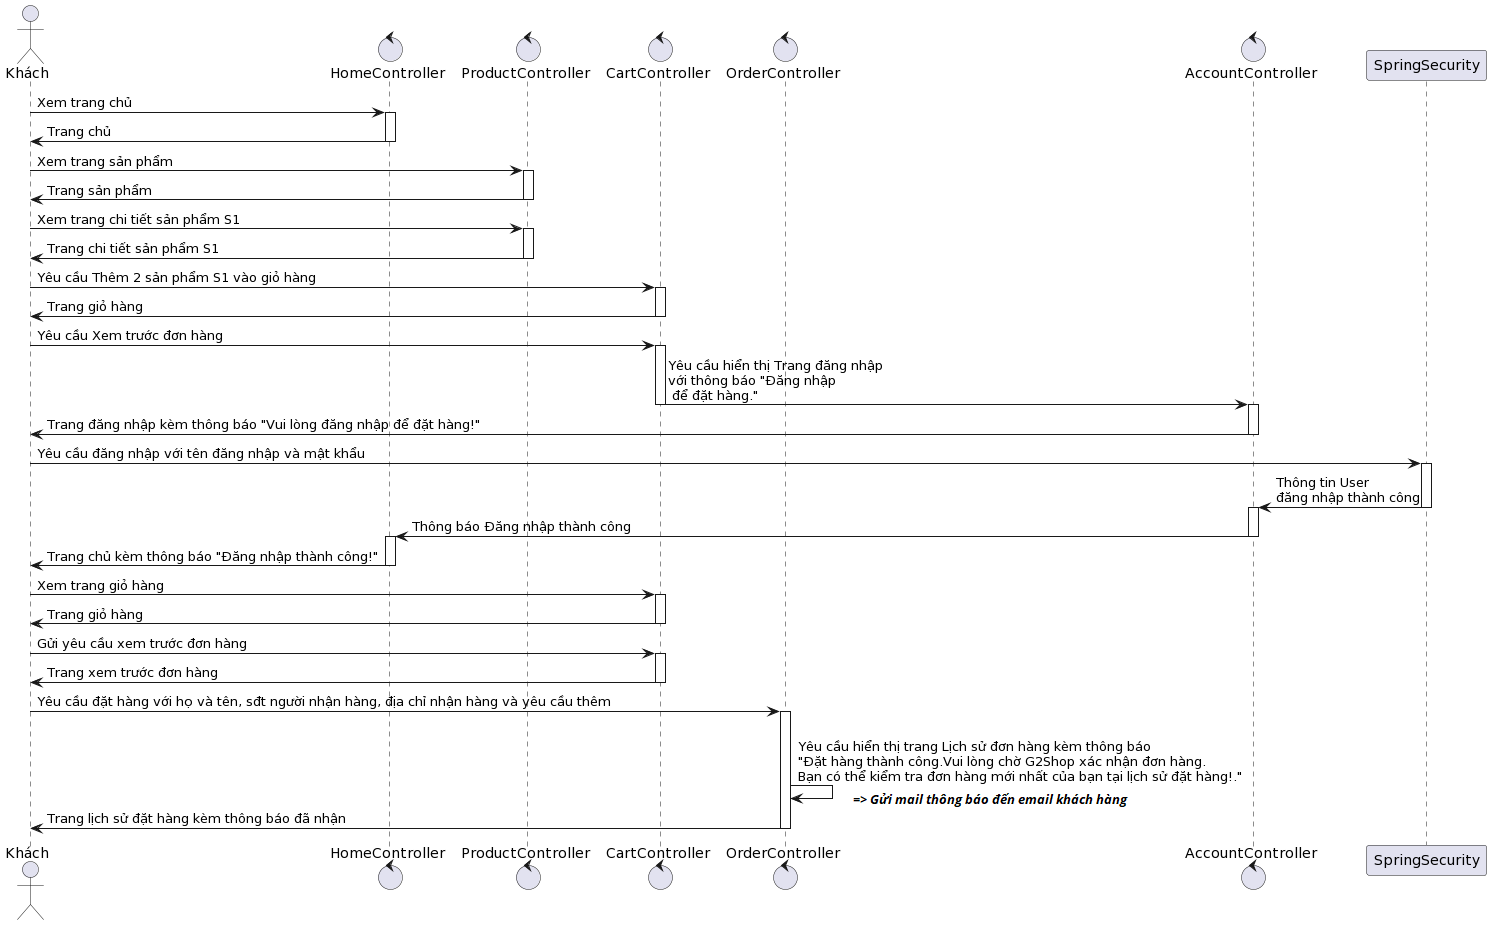 Khách
HomeController
ProductController
CartController
OrderController
AccountController
SpringSecurity
Xem trang chủ
Trang chủ
Xem trang sản phẩm
Trang sản phẩm
Xem trang chi tiết sản phẩm S1
Trang chi tiết sản phẩm S1
Yêu cầu Thêm 2 sản phẩm S1 vào giỏ hàng
Trang giỏ hàng
Yêu cầu Xem trước đơn hàng
Yêu cầu hiển thị Trang đăng nhập
với thông báo "Đăng nhập
để đặt hàng."
Trang đăng nhập kèm thông báo "Vui lòng đăng nhập để đặt hàng!"
Yêu cầu đăng nhập với tên đăng nhập và mật khẩu
Thông tin User
đăng nhập thành công
Thông báo Đăng nhập thành công
Trang chủ kèm thông báo "Đăng nhập thành công!"
Xem trang giỏ hàng
Trang giỏ hàng
Gửi yêu cầu xem trước đơn hàng
Trang xem trước đơn hàng
Yêu cầu đặt hàng với họ và tên, sđt người nhận hàng, địa chỉ nhận hàng và yêu cầu thêm
Yêu cầu hiển thị trang Lịch sử đơn hàng kèm thông báo
"Đặt hàng thành công.Vui lòng chờ G2Shop xác nhận đơn hàng.
Bạn có thể kiểm tra đơn hàng mới nhất của bạn tại lịch sử đặt hàng!."
=> Gửi mail thông báo đến email khách hàng
Trang lịch sử đặt hàng kèm thông báo đã nhận
Khách
HomeController
ProductController
CartController
OrderController
AccountController
SpringSecurity